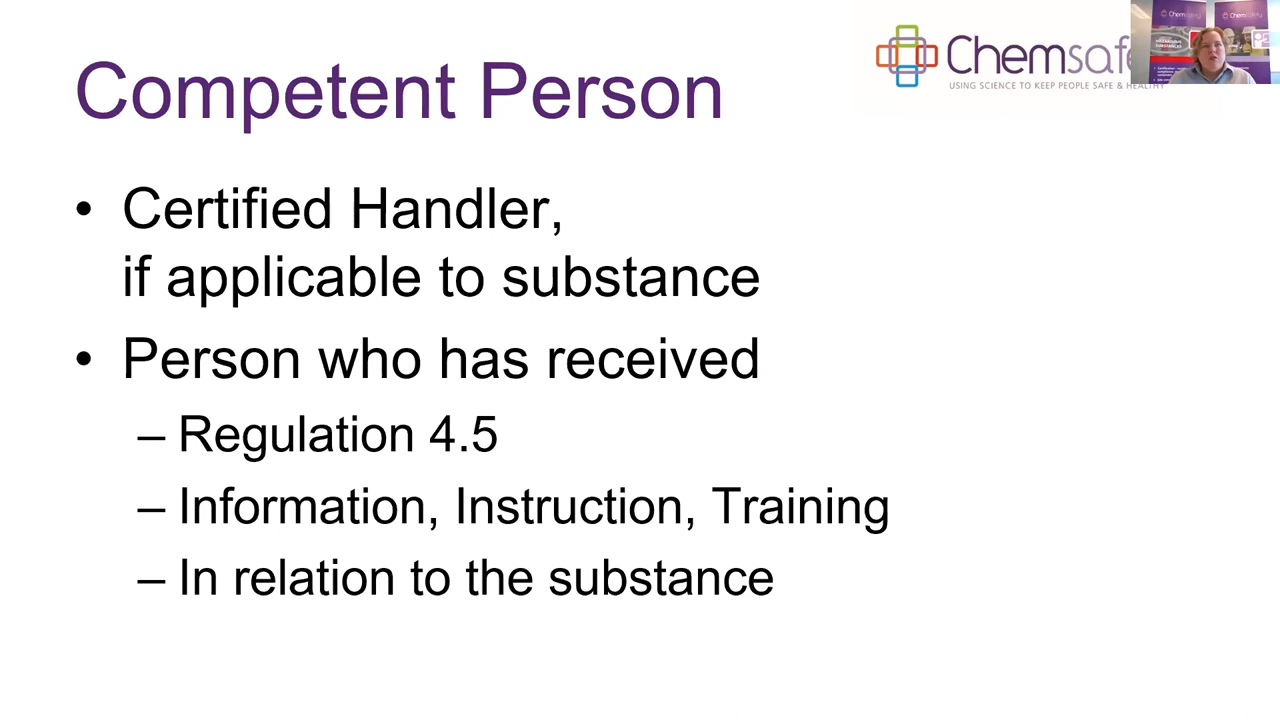 Competent Person
Chemsafe
USING SCIENCE TO KEEP PEOPLE SAFE & HEALTHY
• Certified Handler,
if applicable to substance
• Person who has received
– Regulation 4.5
– Information, Instruction, Training
– In relation to the substance